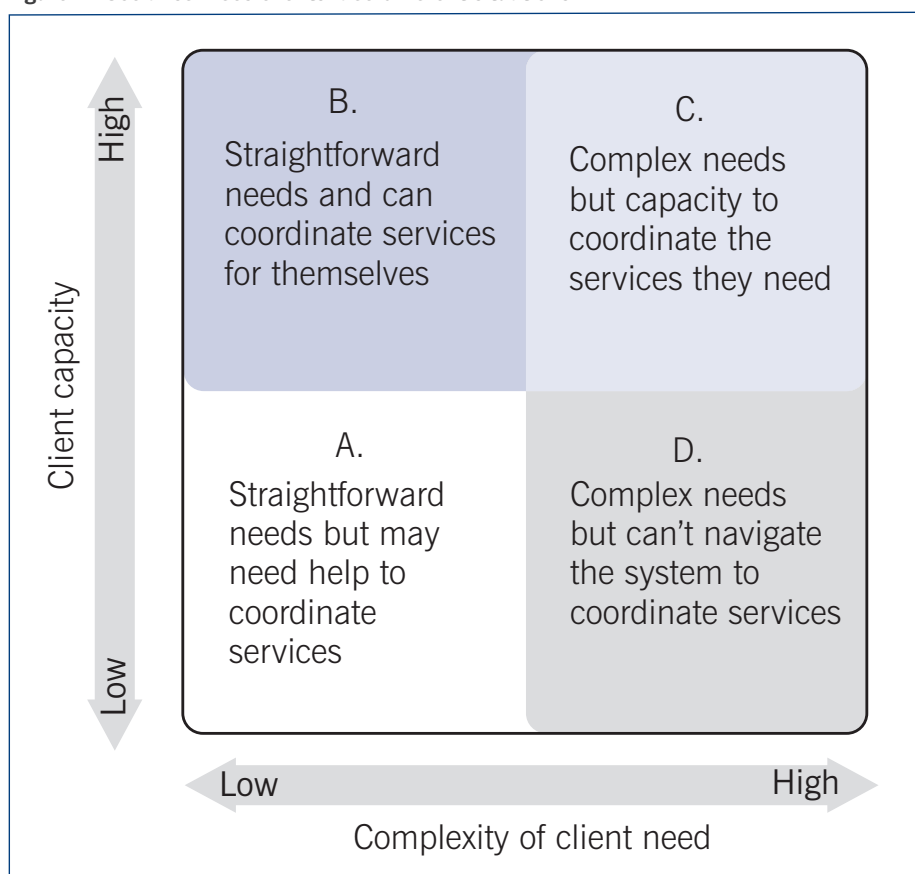 High
Client capacity
Low
B.
Straightforward
needs and can
coordinate services
for themselves
C.
Complex needs
but capacity to
coordinate the
services they need
A.
Straightforward
needs but may
need help to
coordinate
services
D.
Complex needs
but can’t navigate
the system to
coordinate services
Low
High
Complexity of client need